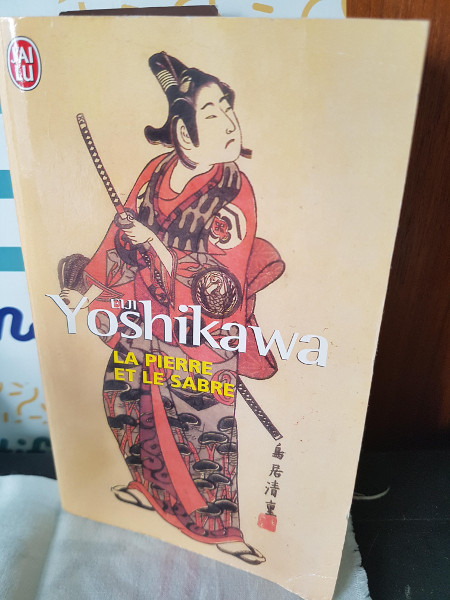 J'AI
LU
EIJI
Yoshikawa
LA PIERRE
ET LE SABRE
鳥
居
清
重